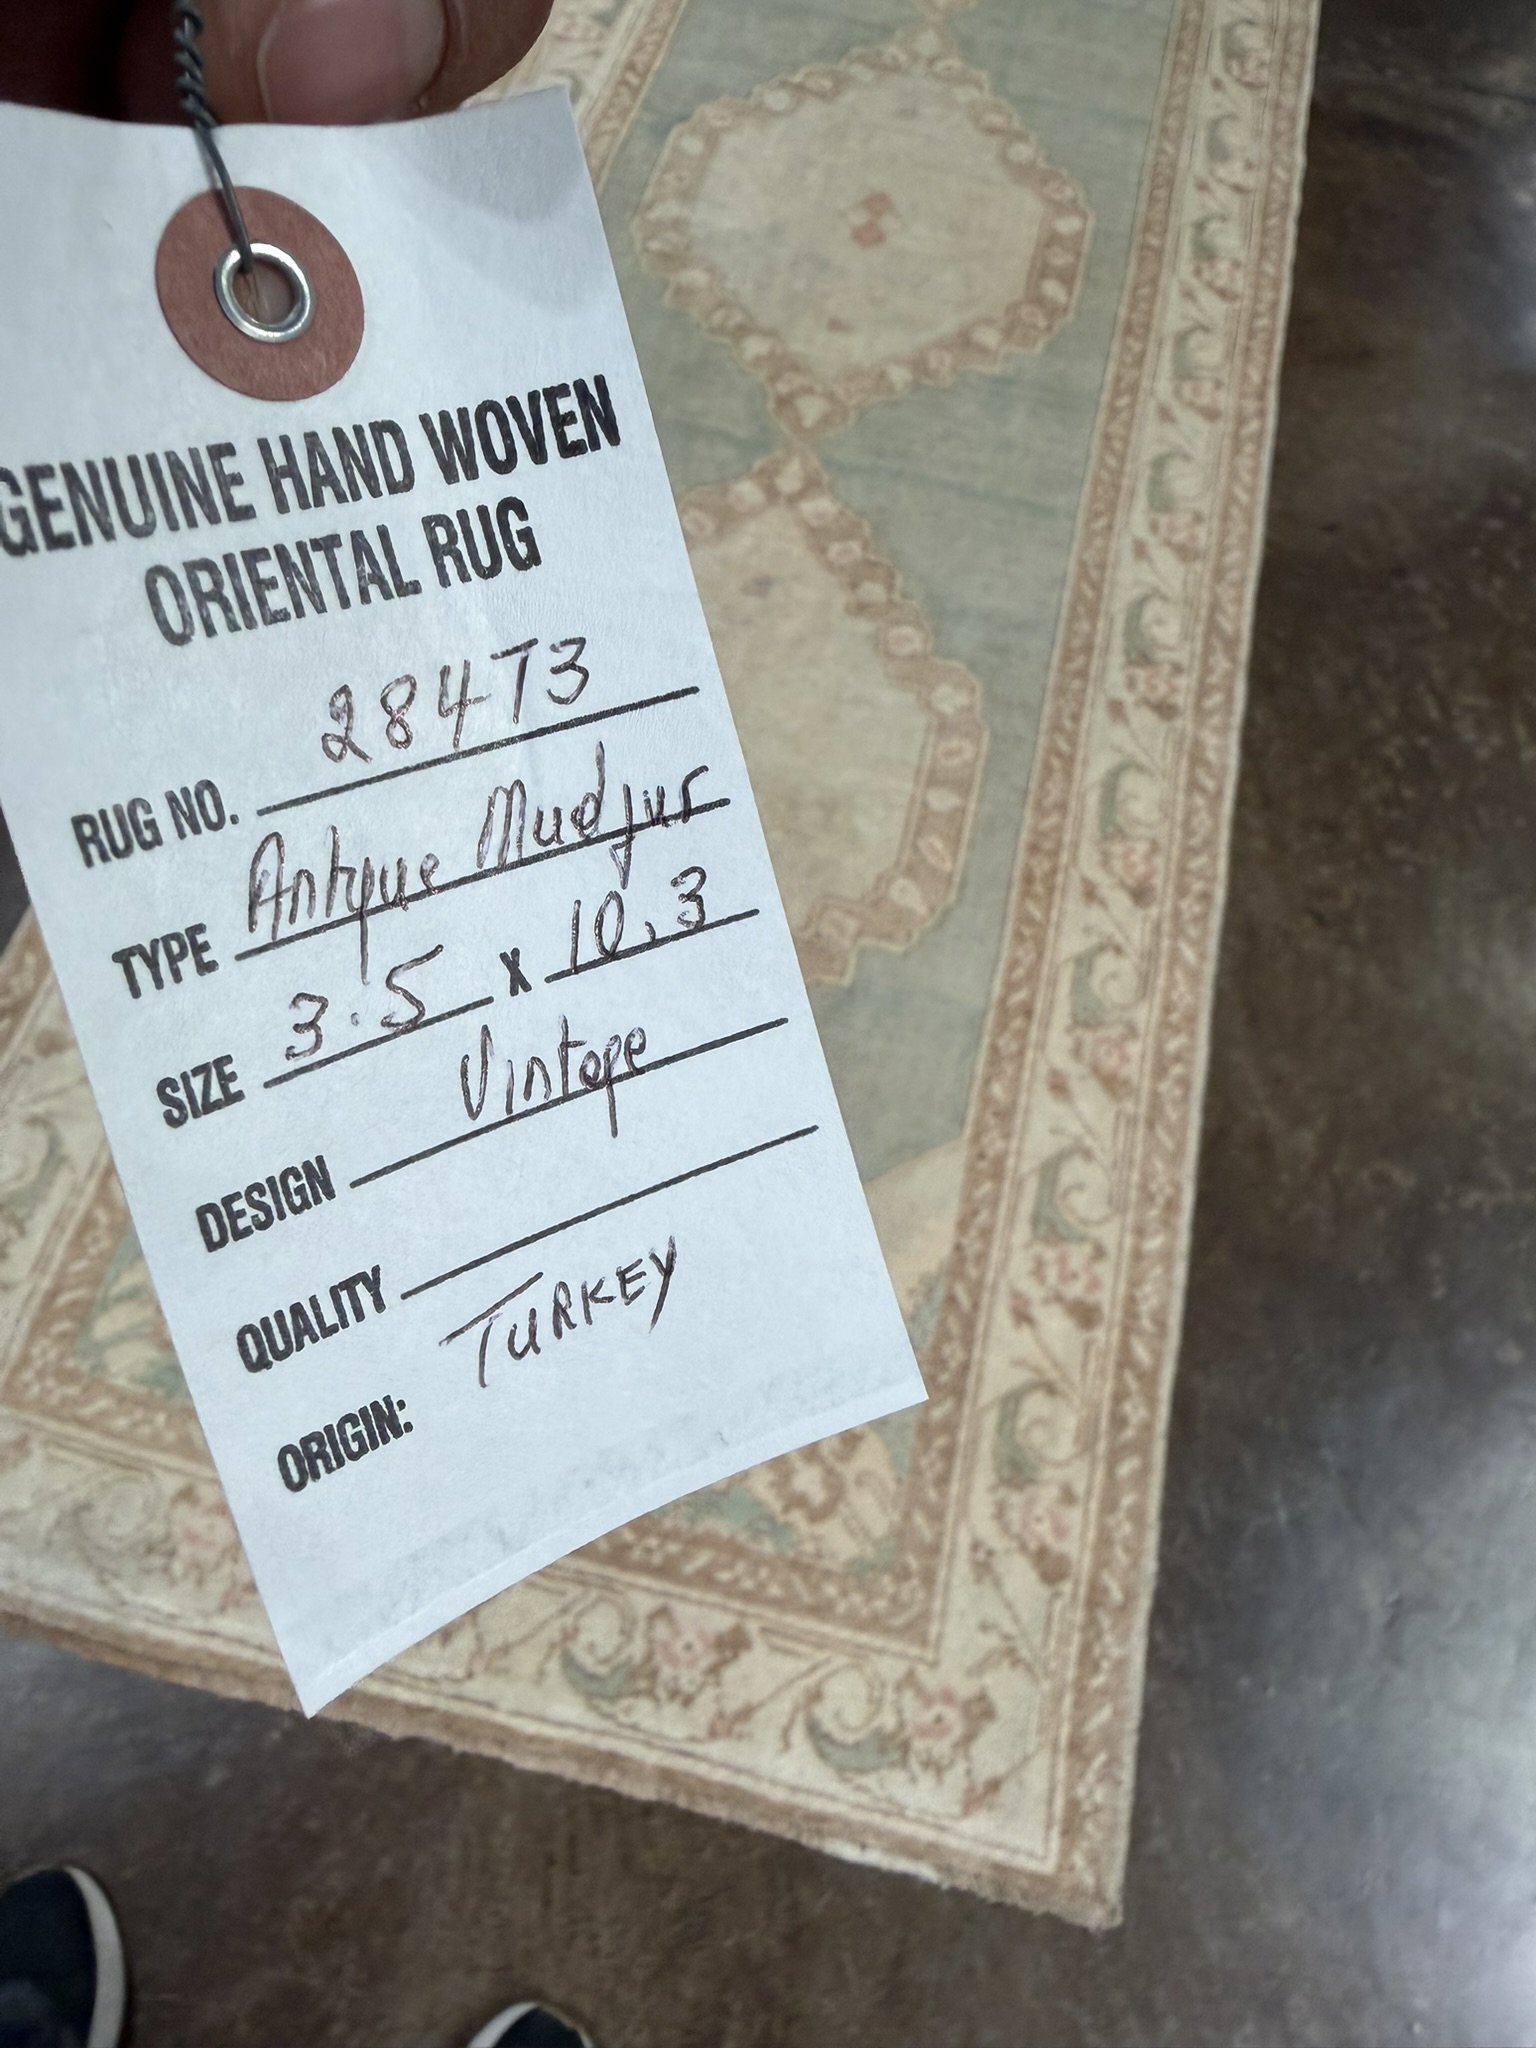 GENUINE HAND WOVEN
ORIENTAL RUG
RUG NO. 284T3
TYPE Antique Mudjur
SIZE 3.5 x 10.3
DESIGN Vintage
QUALITY
ORIGIN: TURKEY